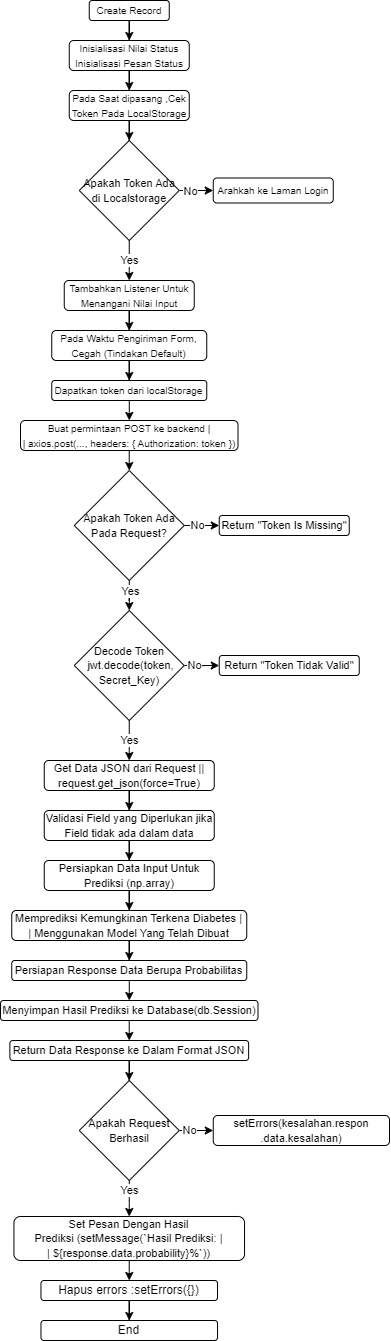 Create Record
Inisialisasi Nilai Status
Inisialisasi Pesan Status
Pada Saat dipasang ,Cek
Token Pada LocalStorage
Apakah Token Ada
di Localstorage
No
Arahkah ke Laman Login
Yes
Tambahkan Listener Untuk
Menangani Nilai Input
Pada Waktu Pengiriman Form,
Cegah (Tindakan Default)
Dapatkan token dari localStorage
Buat permintaan POST ke backend |
| axios.post(..., headers: { Authorization: token })
Apakah Token Ada
Pada Request?
No
Return "Token Is Missing"
Yes
Decode Token
jwt.decode(token,
Secret_Key)
No
Return "Token Tidak Valid"
Yes
Get Data JSON dari Request ||
request.get_json(force=True)
Validasi Field yang Diperlukan jika
Field tidak ada dalam data
Persiapkan Data Input Untuk
Prediksi (np.array)
Memprediksi Kemungkinan Terkena Diabetes |
| Menggunakan Model Yang Telah Dibuat
Persiapan Response Data Berupa Probabilitas
Menyimpan Hasil Prediksi ke Database(db.Session)
Return Data Response ke Dalam Format JSON
Apakah Request
Berhasil
No
setErrors(kesalahan.respon
.data.kesalahan)
Yes
Set Pesan Dengan Hasil
Prediksi (setMessage(`Hasil Prediksi: |
| ${response.data.probability}%`))
Hapus errors :setErrors({})
End